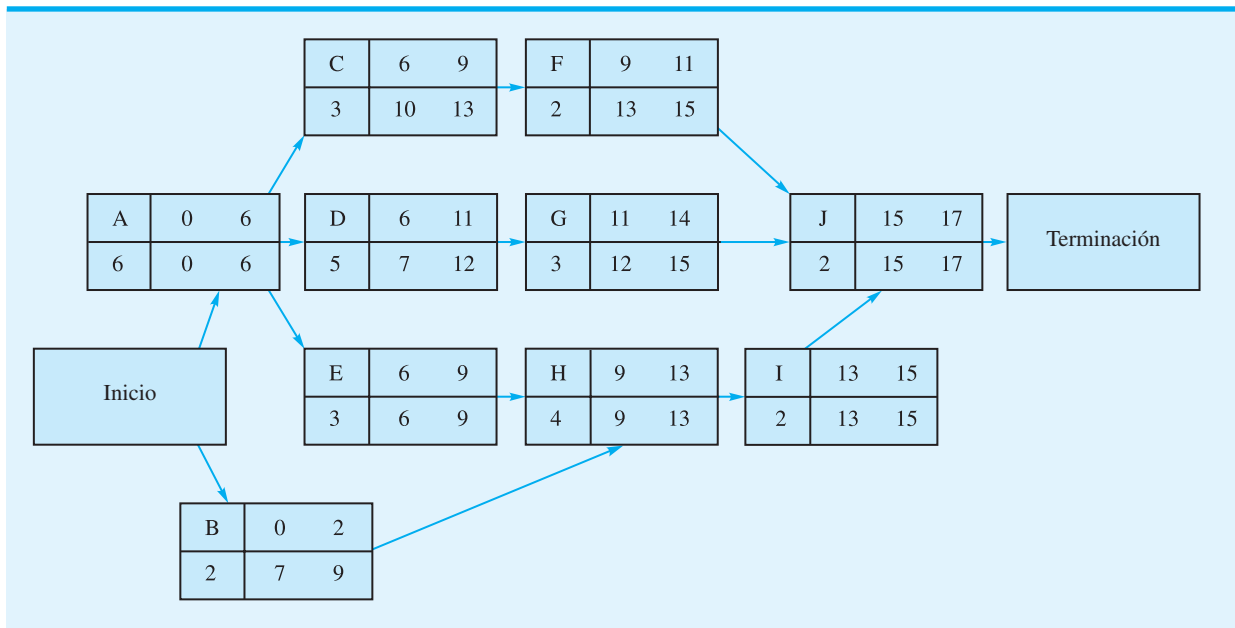 C 6 9
3 10 13
F 9 11
2 13 15
A 0 6
6 0 6
D 6 11
5 7 12
G 11 14
3 12 15
J 15 17
2 15 17
Terminación
Inicio
E 6 9
3 6 9
H 9 13
4 9 13
I 13 15
2 13 15
B 0 2
2 7 9